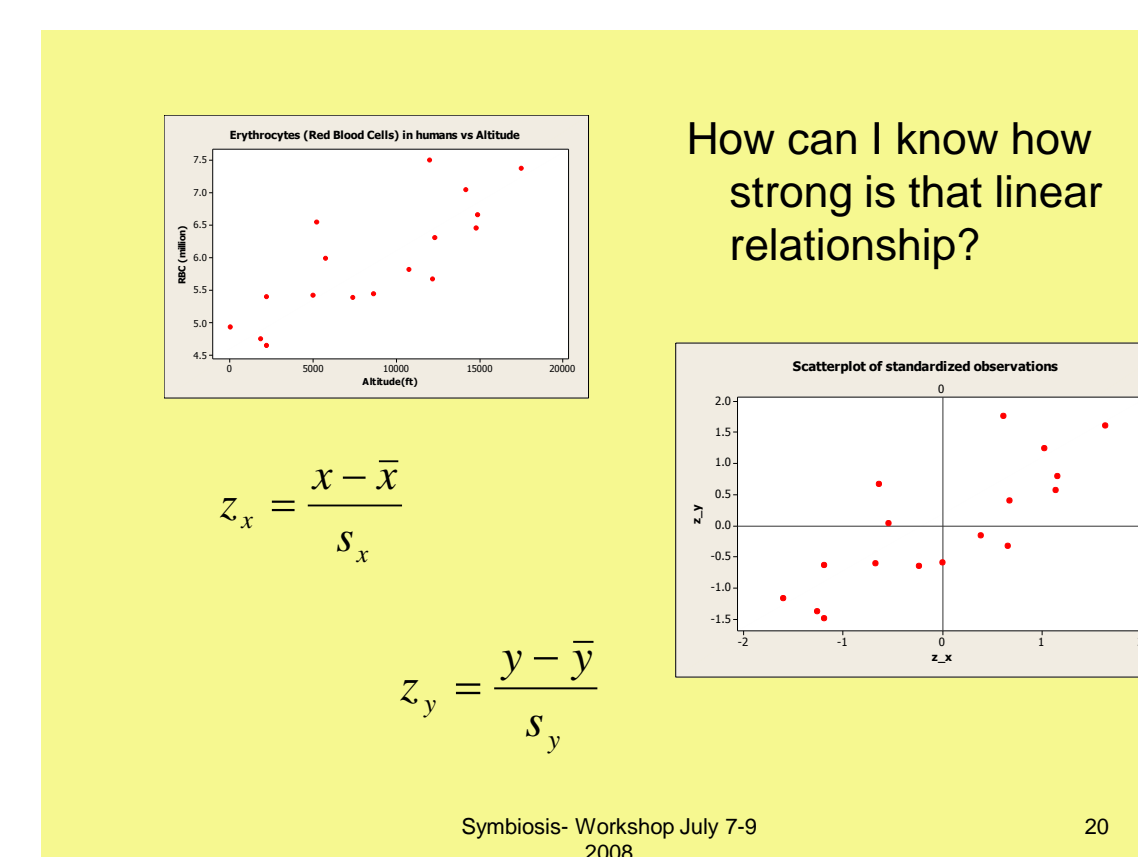 Erythrocytes (Red Blood Cells) in humans vs Altitude
7.5
7.0
6.5
6.0
5.5
5.0
4.5
RBC (million)
0 5000 10000 15000 20000
Altitude(ft)
How can I know how
strong is that linear
relationship?
z_x = \frac{x - \overline{x}}{s_x}
z_y = \frac{y - \overline{y}}{s_y}
Scatterplot of standardized observations
0
2.0
1.5
1.0
0.5
0.0
-0.5
-1.0
-1.5
z_y
-2 -1 0 1
z_x
Symbiosis- Workshop July 7-9
2008
20